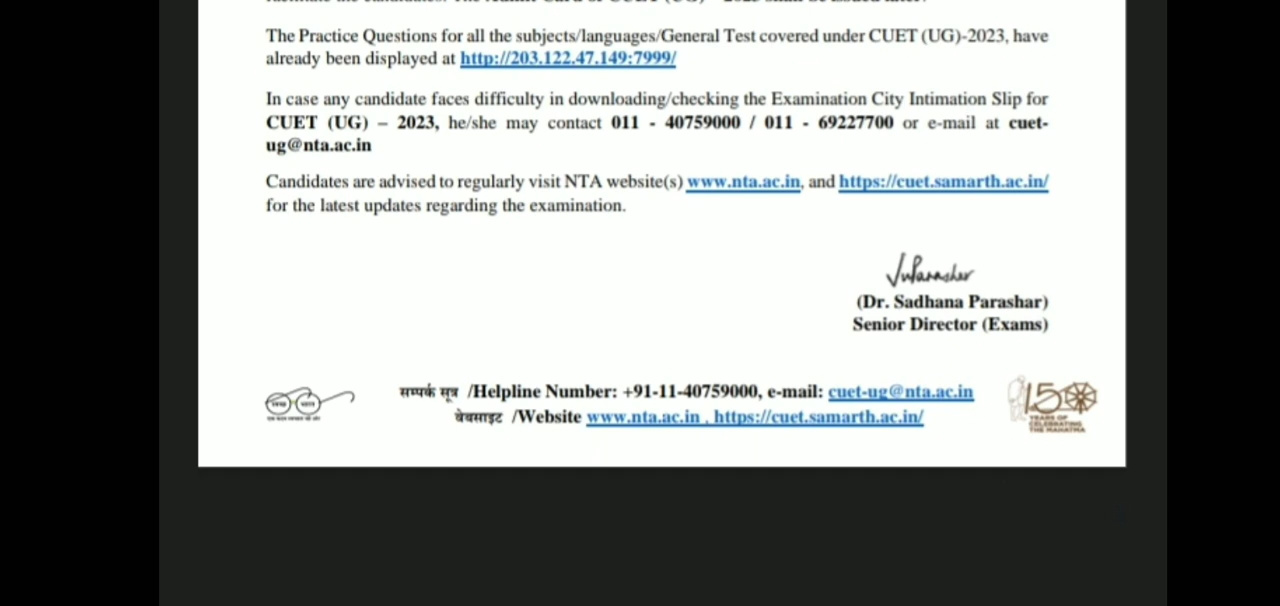 The Practice Questions for all the subjects/languages/General Test covered under CUET (UG)-2023, have
already been displayed at http://203.122.47.149:7999/
In case any candidate faces difficulty in downloading/checking the Examination City Intimation Slip for
CUET (UG) – 2023, he/she may contact 011 - 40759000 / 011 - 69227700 or e-mail at cuet-
ug@nta.ac.in
Candidates are advised to regularly visit NTA website(s) www.nta.ac.in, and https://cuet.samarth.ac.in/
for the latest updates regarding the examination.
(Dr. Sadhana Parashar)
Senior Director (Exams)
सम्पर्क सूत्र /Helpline Number: +91-11-40759000, e-mail: cuet-ug@nta.ac.in
वेबसाइट /Website www.nta.ac.in , https://cuet.samarth.ac.in/
150
YEARS OF
CELEBRATING
THE MAHATMA